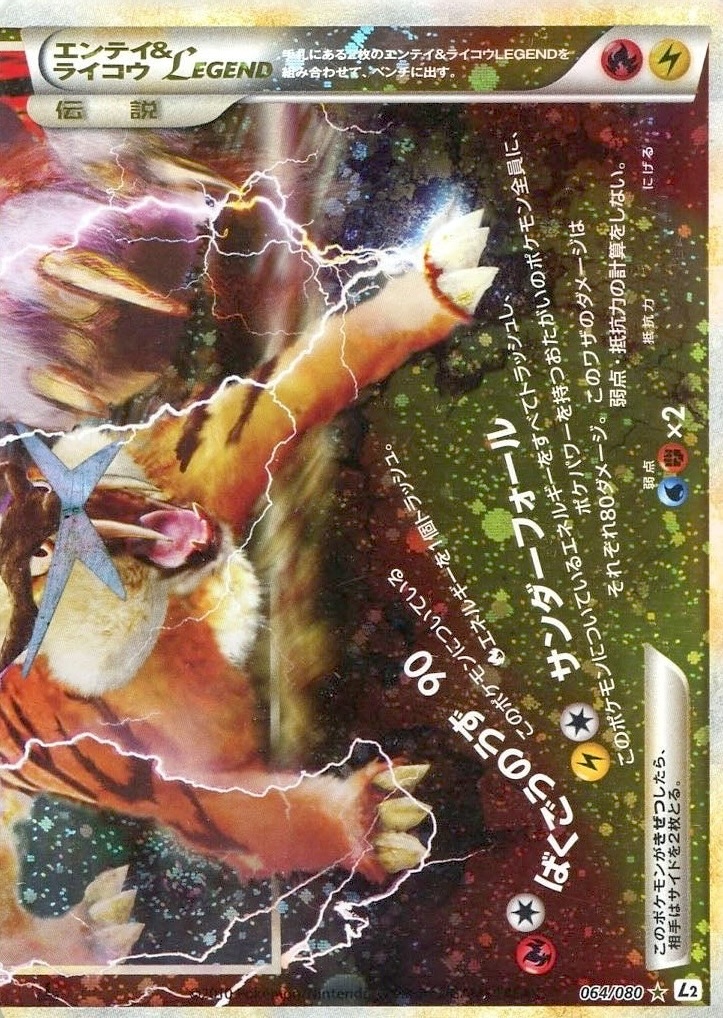 エンテイ&
ライコウ LEGEND
手札にある2枚のエンテイ&ライコウLEGENDを
組み合わせて、ベンチに出す。
伝 説
ばくごうのうず 90
このポケモンについている
エネルギーを1個トラッシュ。
サンダーフォール
このポケモンについているエネルギーをすべてトラッシュし、
ポケパワーを持つおたがいのポケモン全員に、
それぞれ80ダメージ。このワザのダメージは
弱点・抵抗力の計算をしない。
弱点
×2
抵抗力
にげる
このポケモンがきぜつしたら、
相手はサイドを2枚とる。
064/080
L2